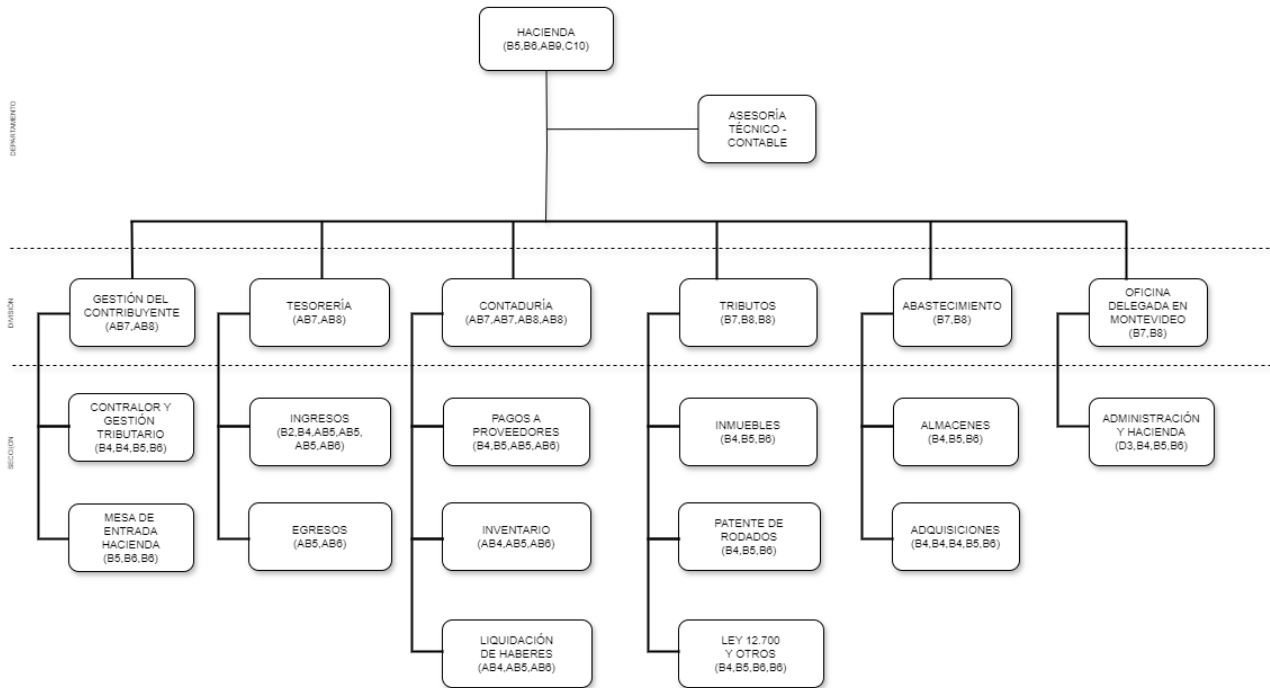 HACIENDA
(B5,B6,AB9,C10)
DEPARTAMENTO
ASESORÍA
TÉCNICO -
CONTABLE
DIVISIÓN
GESTIÓN DEL
CONTRIBUYENTE
(AB7,AB8)
TESORERÍA
(AB7,AB8)
CONTADURÍA
(AB7,AB7,AB8,AB8)
TRIBUTOS
(B7,B8,B8)
ABASTECIMIENTO
(B7,B8)
OFICINA
DELEGADA EN
MONTEVIDEO
(B7,B8)
SECCION
CONTRALOR Y
GESTIÓN
TRIBUTARIO
(B4,B4,B5,B6)
INGRESOS
(B2,B4,AB5,AB5,
AB5,AB6)
PAGOS A
PROVEEDORES
(B4,B5,AB5,AB6)
INMUEBLES
(B4,B5,B6)
ALMACENES
(B4,B5,B6)
ADMINISTRACIÓN
Y HACIENDA
(D3,B4,B5,B6)
MESA DE
ENTRADA
HACIENDA
(B5,B6,B6)
EGRESOS
(AB5,AB6)
INVENTARIO
(AB4,AB5,AB6)
PATENTE DE
RODADOS
(B4,B5,B6)
ADQUISICIONES
(B4,B4,B4,B5,B6)
LIQUIDACIÓN
DE HABERES
(AB4,AB5,AB6)
LEY 12.700
Y OTROS
(B4,B5,B6,B6)